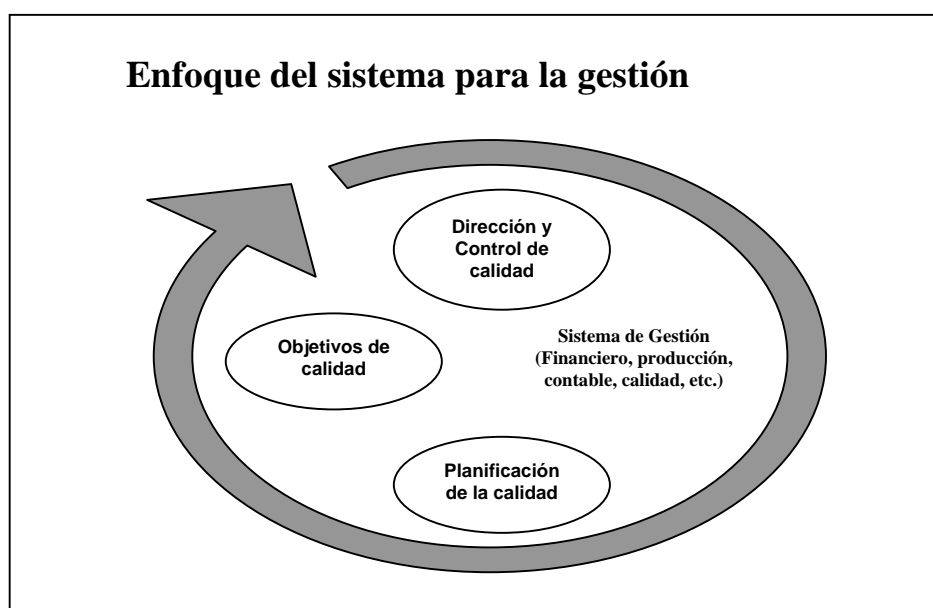 Enfoque del sistema para la gestión
Dirección y
Control de
calidad
Objetivos de
calidad
Sistema de Gestión
(Financiero, producción,
contable, calidad, etc.)
Planificación
de la calidad